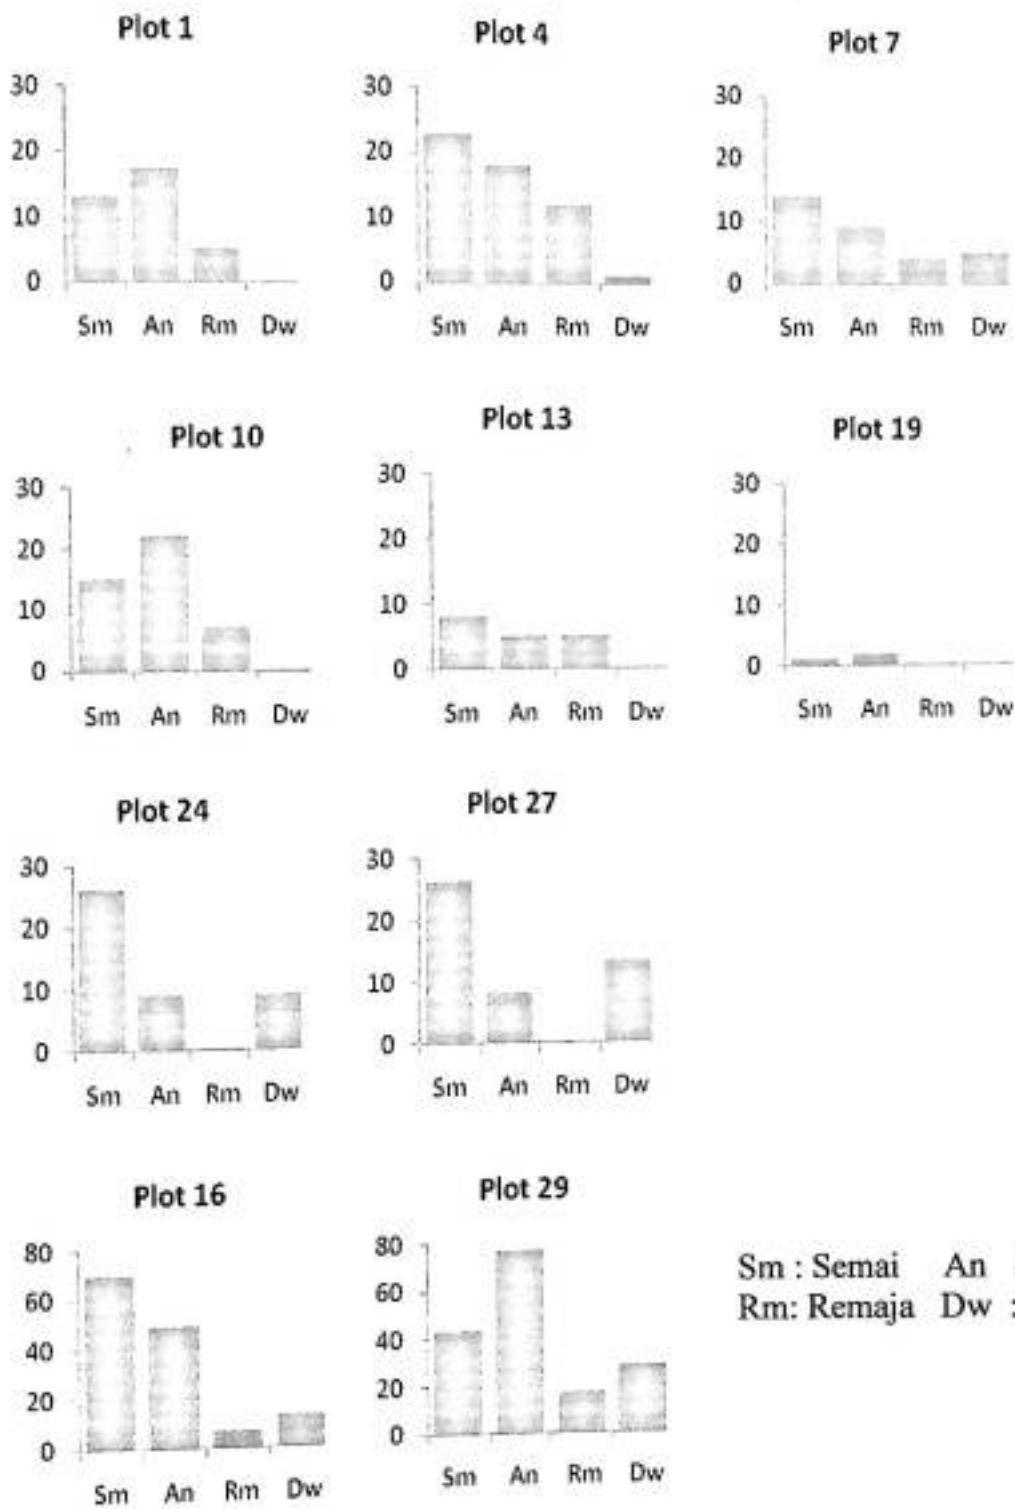 Plot 1
30
20
10
0
Sm An Rm Dw
Plot 4
30
20
10
0
Sm An Rm Dw
Plot 7
30
20
10
0
Sm An Rm Dw
Plot 10
30
20
10
0
Sm An Rm Dw
Plot 13
30
20
10
0
Sm An Rm Dw
Plot 19
30
20
10
0
Sm An Rm Dw
Plot 24
30
20
10
0
Sm An Rm Dw
Plot 27
30
20
10
0
Sm An Rm Dw
Plot 16
80
60
40
20
0
Sm An Rm Dw
Plot 29
80
60
40
20
0
Sm An Rm Dw
Sm : Semai An
Rm: Remaja Dw :